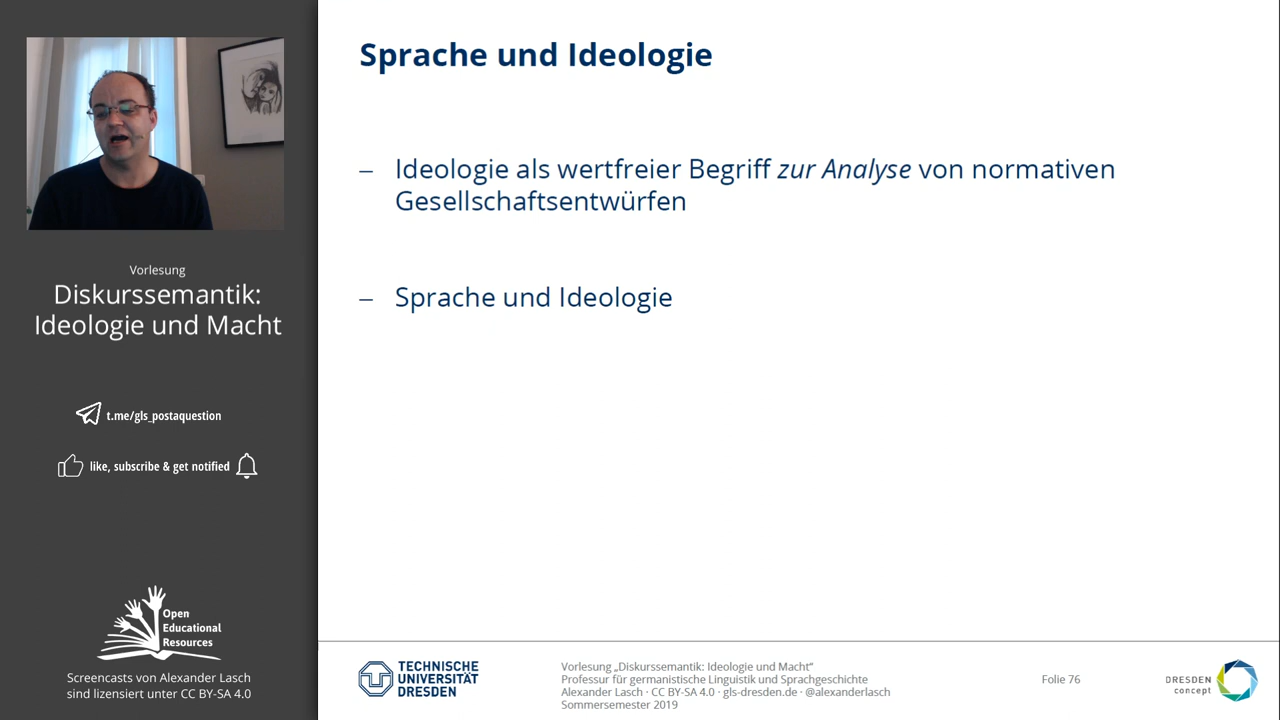 Sprache und Ideologie
– Ideologie als wertfreier Begriff zur Analyse von normativen
Gesellschaftsentwürfen
– Sprache und Ideologie
Vorlesung
Diskurssemantik:
Ideologie und Macht
t.me/gls_postaquestion
like, subscribe & get notified
Open
Educational
Resources
Screencasts von Alexander Lasch
sind lizensiert unter CC BY-SA 4.0
TECHNISCHE
UNIVERSITÄT
DRESDEN
Vorlesung „Diskurssemantik: Ideologie und Macht“
Professur für germanistische Linguistik und Sprachgeschichte
Alexander Lasch · CC BY-SA 4.0 · gls-dresden.de · @alexanderlasch
Sommersemester 2019
Folie 76
DRESDEN
concept